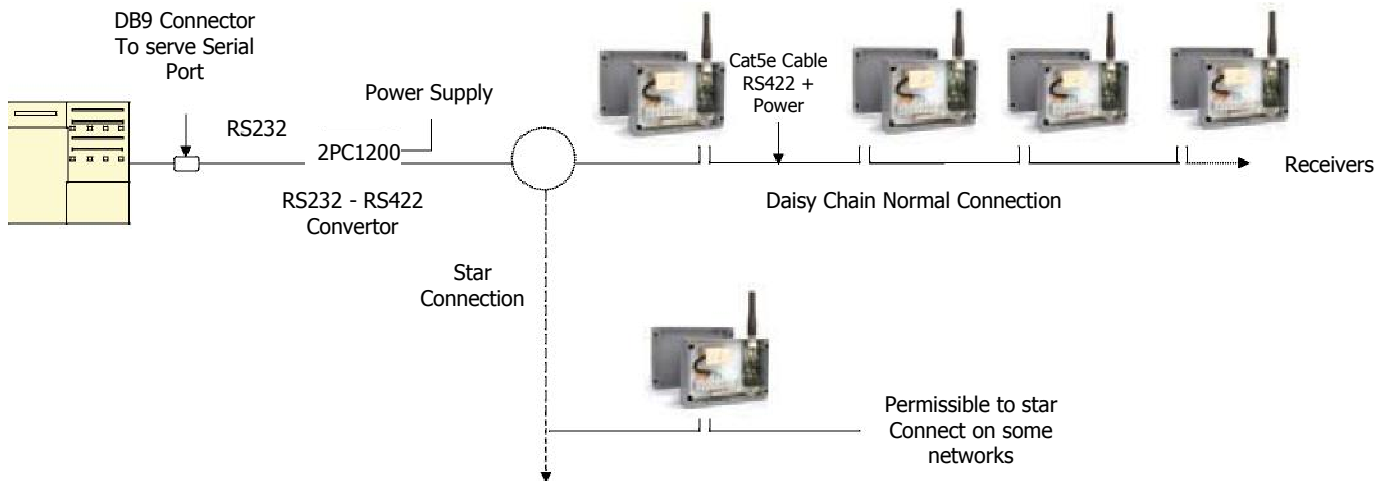 DB9 Connector
To serve Serial
Port
RS232
Power Supply
2PC1200
RS232 - RS422
Convertor
Cat5e Cable
RS422 +
Power
Receivers
Daisy Chain Normal Connection
Star
Connection
Permissible to star
Connect on some
networks